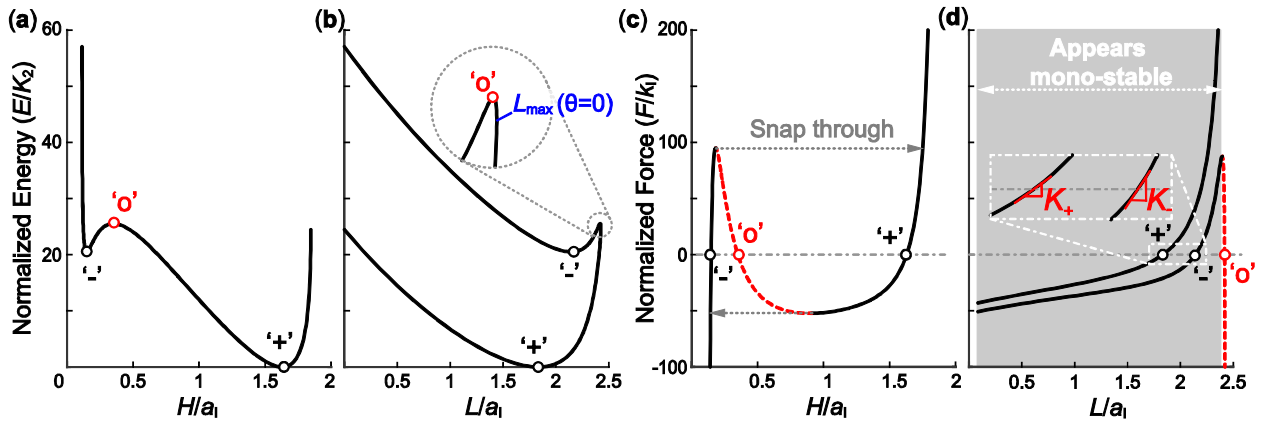 (a)
(b)
(c)
(d)
Normalized Energy (E/K₂)
60
40
20
0
‘-’
‘o’
‘+’
0
0.5
1
1.5
2
H/aₗ
‘o’
Lmax (θ=0)
‘-’
‘+’
0.5
1
1.5
2
2.5
L/aₗ
Normalized Force (F/kₗ)
200
100
0
-100
Snap through
‘-’
‘o’
‘+’
0.5
1
1.5
2
H/aₗ
Appears
mono-stable
K₊
K₋
‘+’
‘-’
‘o’
0.5
1
1.5
2
2.5
L/aₗ